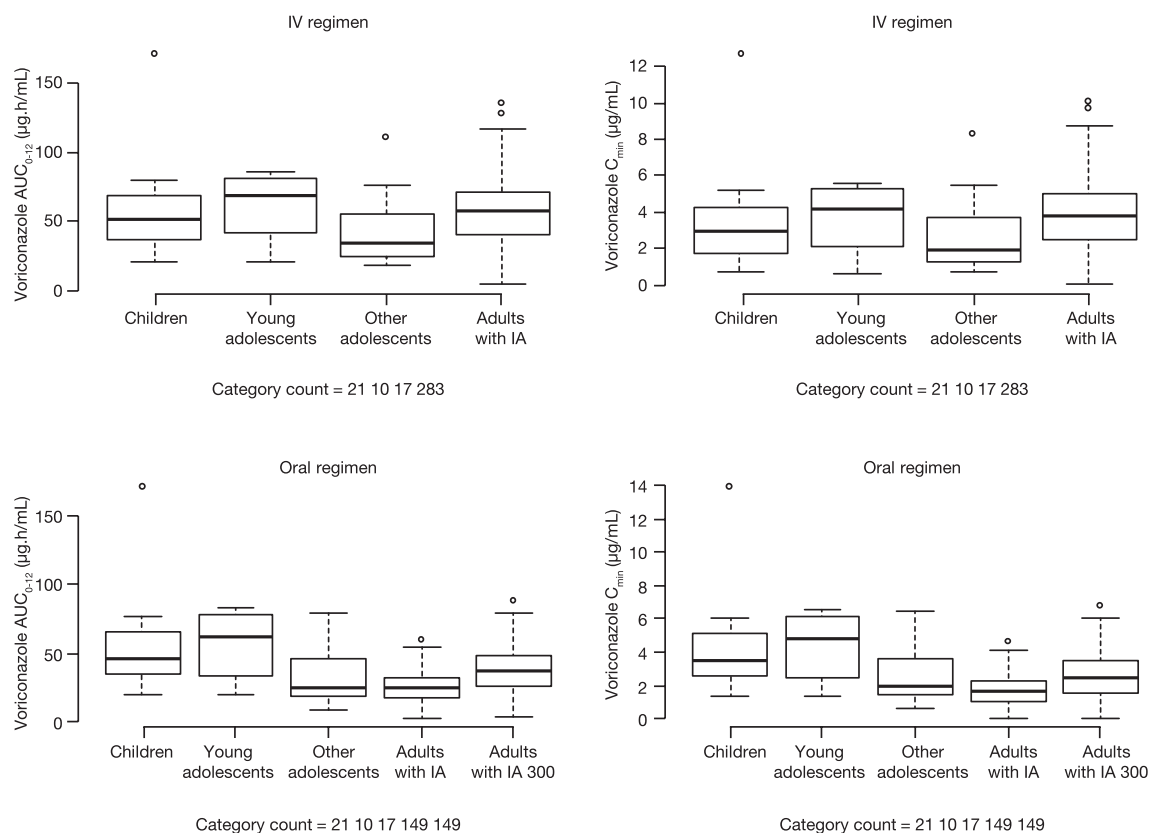 IV regimen
Voriconazole AUC0-12 (µg.h/mL)
150
100
50
0
Children
Young
adolescents
Other
adolescents
Adults
with IA
Category count = 21 10 17 283
IV regimen
Voriconazole Cmin (µg/mL)
12
10
8
6
4
2
0
Children
Young
adolescents
Other
adolescents
Adults
with IA
Category count = 21 10 17 283
Oral regimen
Voriconazole AUC0-12 (µg.h/mL)
150
100
50
0
Children
Young
adolescents
Other
adolescents
Adults
with IA
Adults
with IA 300
Category count = 21 10 17 149 149
Oral regimen
Voriconazole Cmin (µg/mL)
14
12
10
8
6
4
2
0
Children
Young
adolescents
Other
adolescents
Adults
with IA
Adults
with IA 300
Category count = 21 10 17 149 149